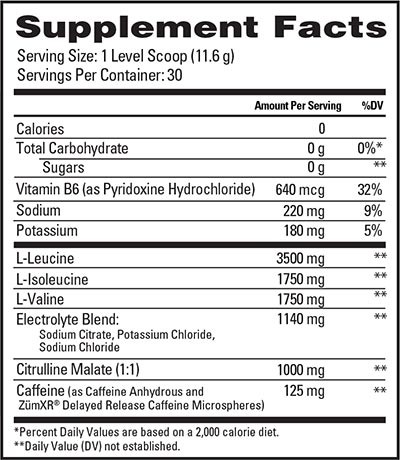 Supplement Facts
Serving Size: 1 Level Scoop (11.6 g)
Servings Per Container: 30
Amount Per Serving %DV
Calories 0
Total Carbohydrate 0 g 0%*
Sugars 0 g **
Vitamin B6 (as Pyridoxine Hydrochloride) 640 mcg 32%
Sodium 220 mg 9%
Potassium 180 mg 5%
L-Leucine 3500 mg **
L-Isoleucine 1750 mg **
L-Valine 1750 mg **
Electrolyte Blend: 1140 mg **
Sodium Citrate, Potassium Chloride,
Sodium Chloride
Citrulline Malate (1:1) 1000 mg **
Caffeine (as Caffeine Anhydrous and 125 mg **
ZümXR® Delayed Release Caffeine Microspheres)
*Percent Daily Values are based on a 2,000 calorie diet.
**Daily Value (DV) not established.